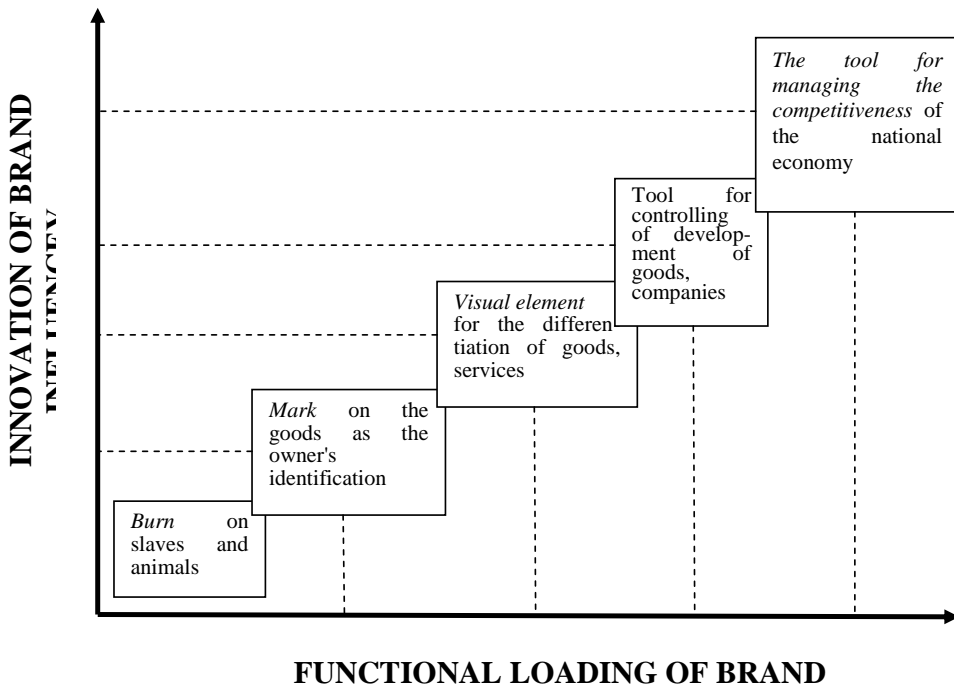 The tool for
managing the
competitiveness of
the national
economy
Tool for
controlling
of develop-
ment of
goods,
companies
Visual element
for the differen
tiation of goods,
services
Mark on the
goods as the
owner's
identification
Burn on
slaves and
animals
INNOVATION OF BRAND
FUNCTIONAL LOADING OF BRAND